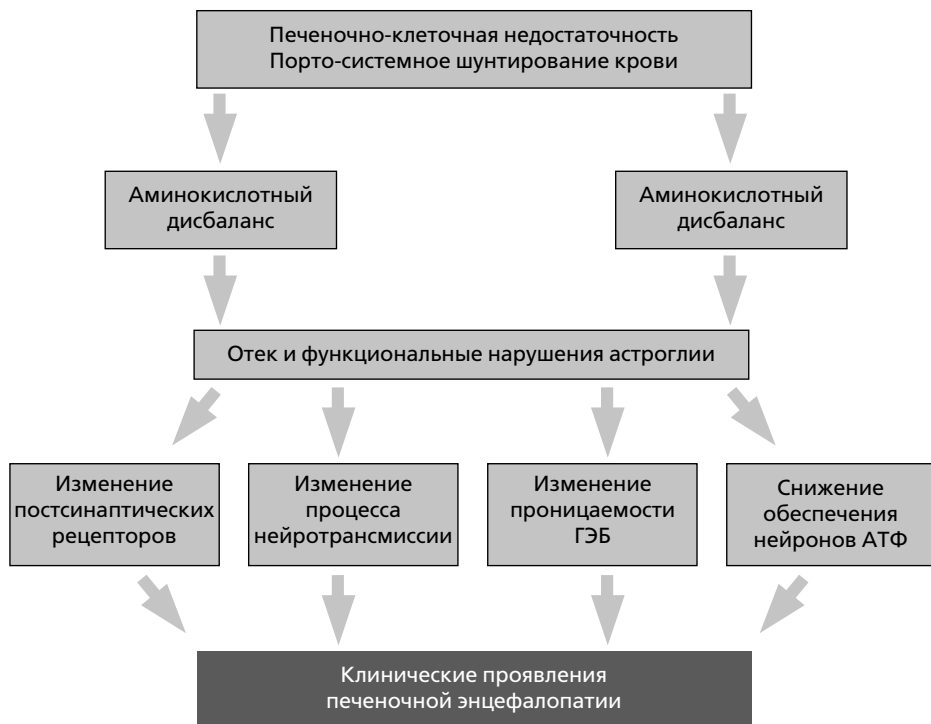 Печеночно-клеточная недостаточность
Порто-системное шунтирование крови
Аминокислотный
дисбаланс
Аминокислотный
дисбаланс
Отек и функциональные нарушения астроглии
Изменение
постсинаптических
рецепторов
Изменение
процесса
нейротрансмиссии
Изменение
проницаемости
ГЭБ
Снижение
обеспечения
нейронов АТФ
Клинические проявления
печеночной энцефалопатии